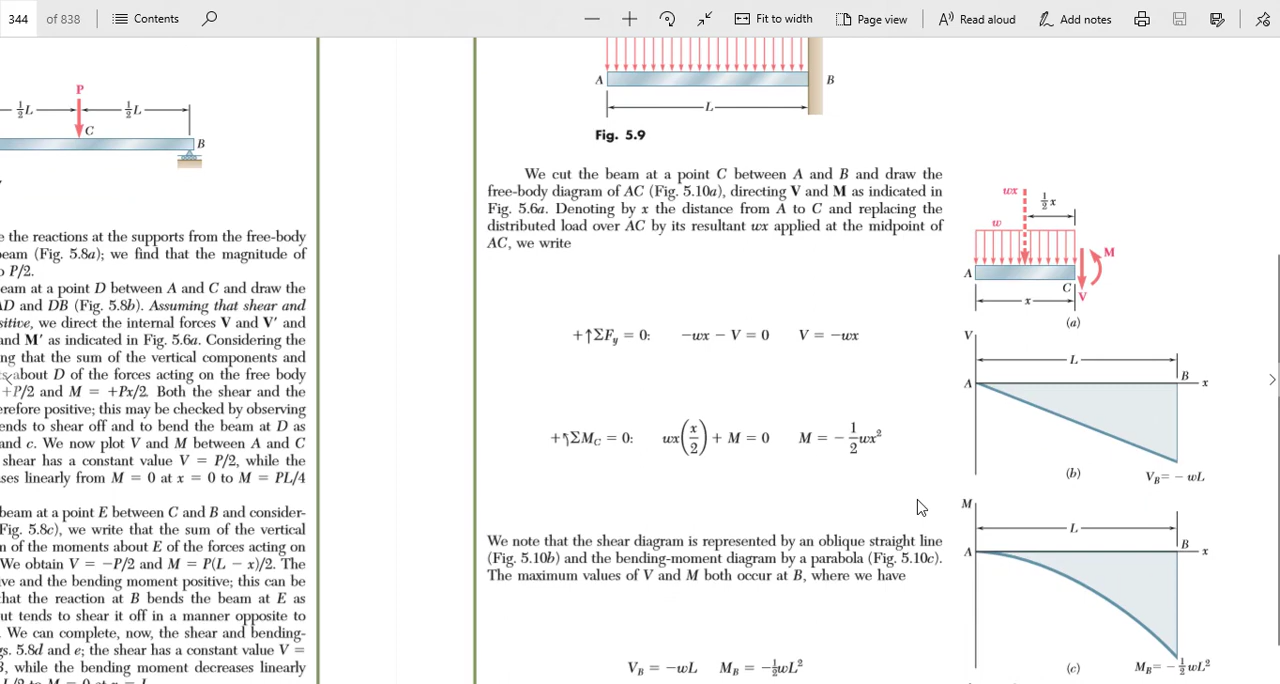 344 of 838 Contents Fit to width Page view Read aloud Add notes
P
½L ½L
C
B
e the reactions at the supports from the free-body
eam (Fig. 5.8a); we find that the magnitude of
P/2.
eam at a point D between A and C and draw the
AD and DB (Fig. 5.8b). Assuming that shear and
sitive, we direct the internal forces V and V′ and
and M′ as indicated in Fig. 5.6a. Considering the
ng that the sum of the vertical components and
about D of the forces acting on the free body
+P/2 and M = +Px/2. Both the shear and the
erefore positive; this may be checked by observing
ends to shear off and to bend the beam at D as
and c. We now plot V and M between A and C
shear has a constant value V = P/2, while the
ses linearly from M = 0 at x = 0 to M = PL/4
beam at a point E between C and B and consider-
Fig. 5.8c), we write that the sum of the vertical
n of the moments about E of the forces acting on
We obtain V = −P/2 and M = P(L − x)/2. The
ve and the bending moment positive; this can be
that the reaction at B bends the beam at E as
ut tends to shear it off in a manner opposite to
We can complete, now, the shear and bending-
gs. 5.8d and e; the shear has a constant value V =
B, while the bending moment decreases linearly
A B
L
Fig. 5.9
We cut the beam at a point C between A and B and draw the
free-body diagram of AC (Fig. 5.10a), directing V and M as indicated in
Fig. 5.6a. Denoting by x the distance from A to C and replacing the
distributed load over AC by its resultant wx applied at the midpoint of
AC, we write
+↑ΣFy = 0: −wx − V = 0 V = −wx
+↰ΣMC = 0: wx(x/2) + M = 0 M = −½wx²
We note that the shear diagram is represented by an oblique straight line
(Fig. 5.10b) and the bending-moment diagram by a parabola (Fig. 5.10c).
The maximum values of V and M both occur at B, where we have
VB = −wL MB = −½wL²
wx
½x
w
M
A
C
V
x
(a)
V
L
B
A x
(b) VB= − wL
M
L
B
A x
(c) MB= − ½ wL²